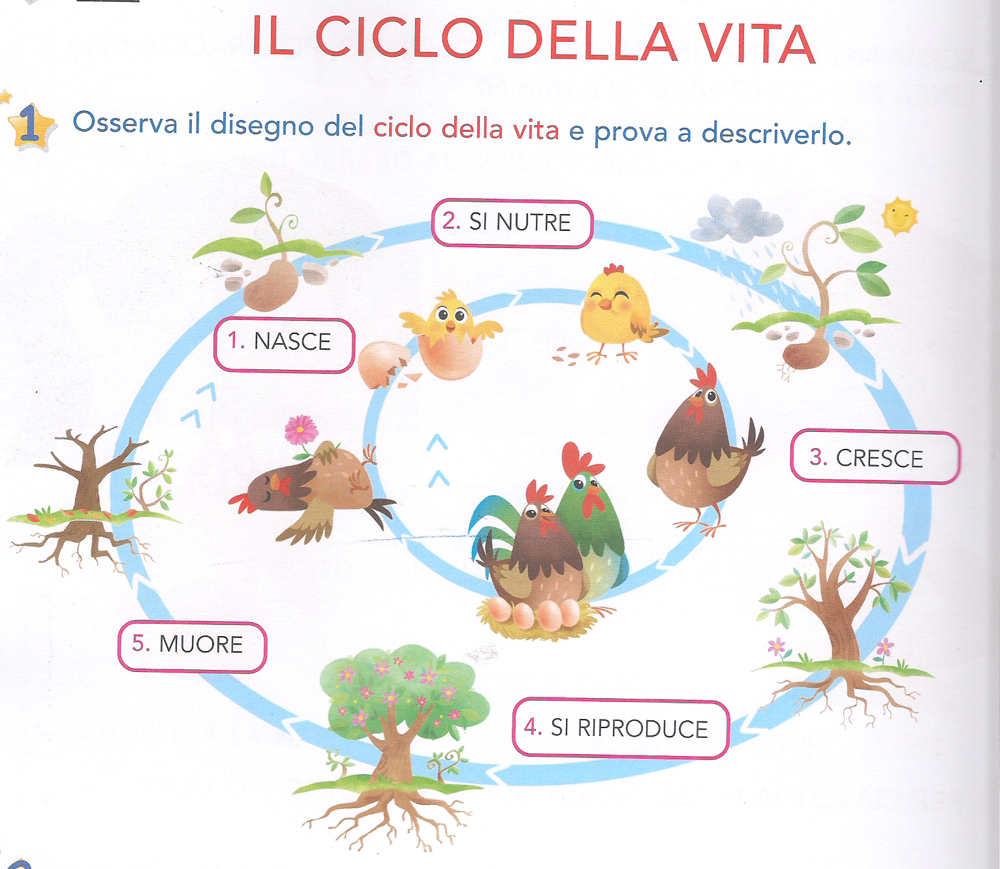 IL CICLO DELLA VITA
1 Osserva il disegno del ciclo della vita e prova a descriverlo.
2. SI NUTRE
1. NASCE
3. CRESCE
5. MUORE
4. SI RIPRODUCE